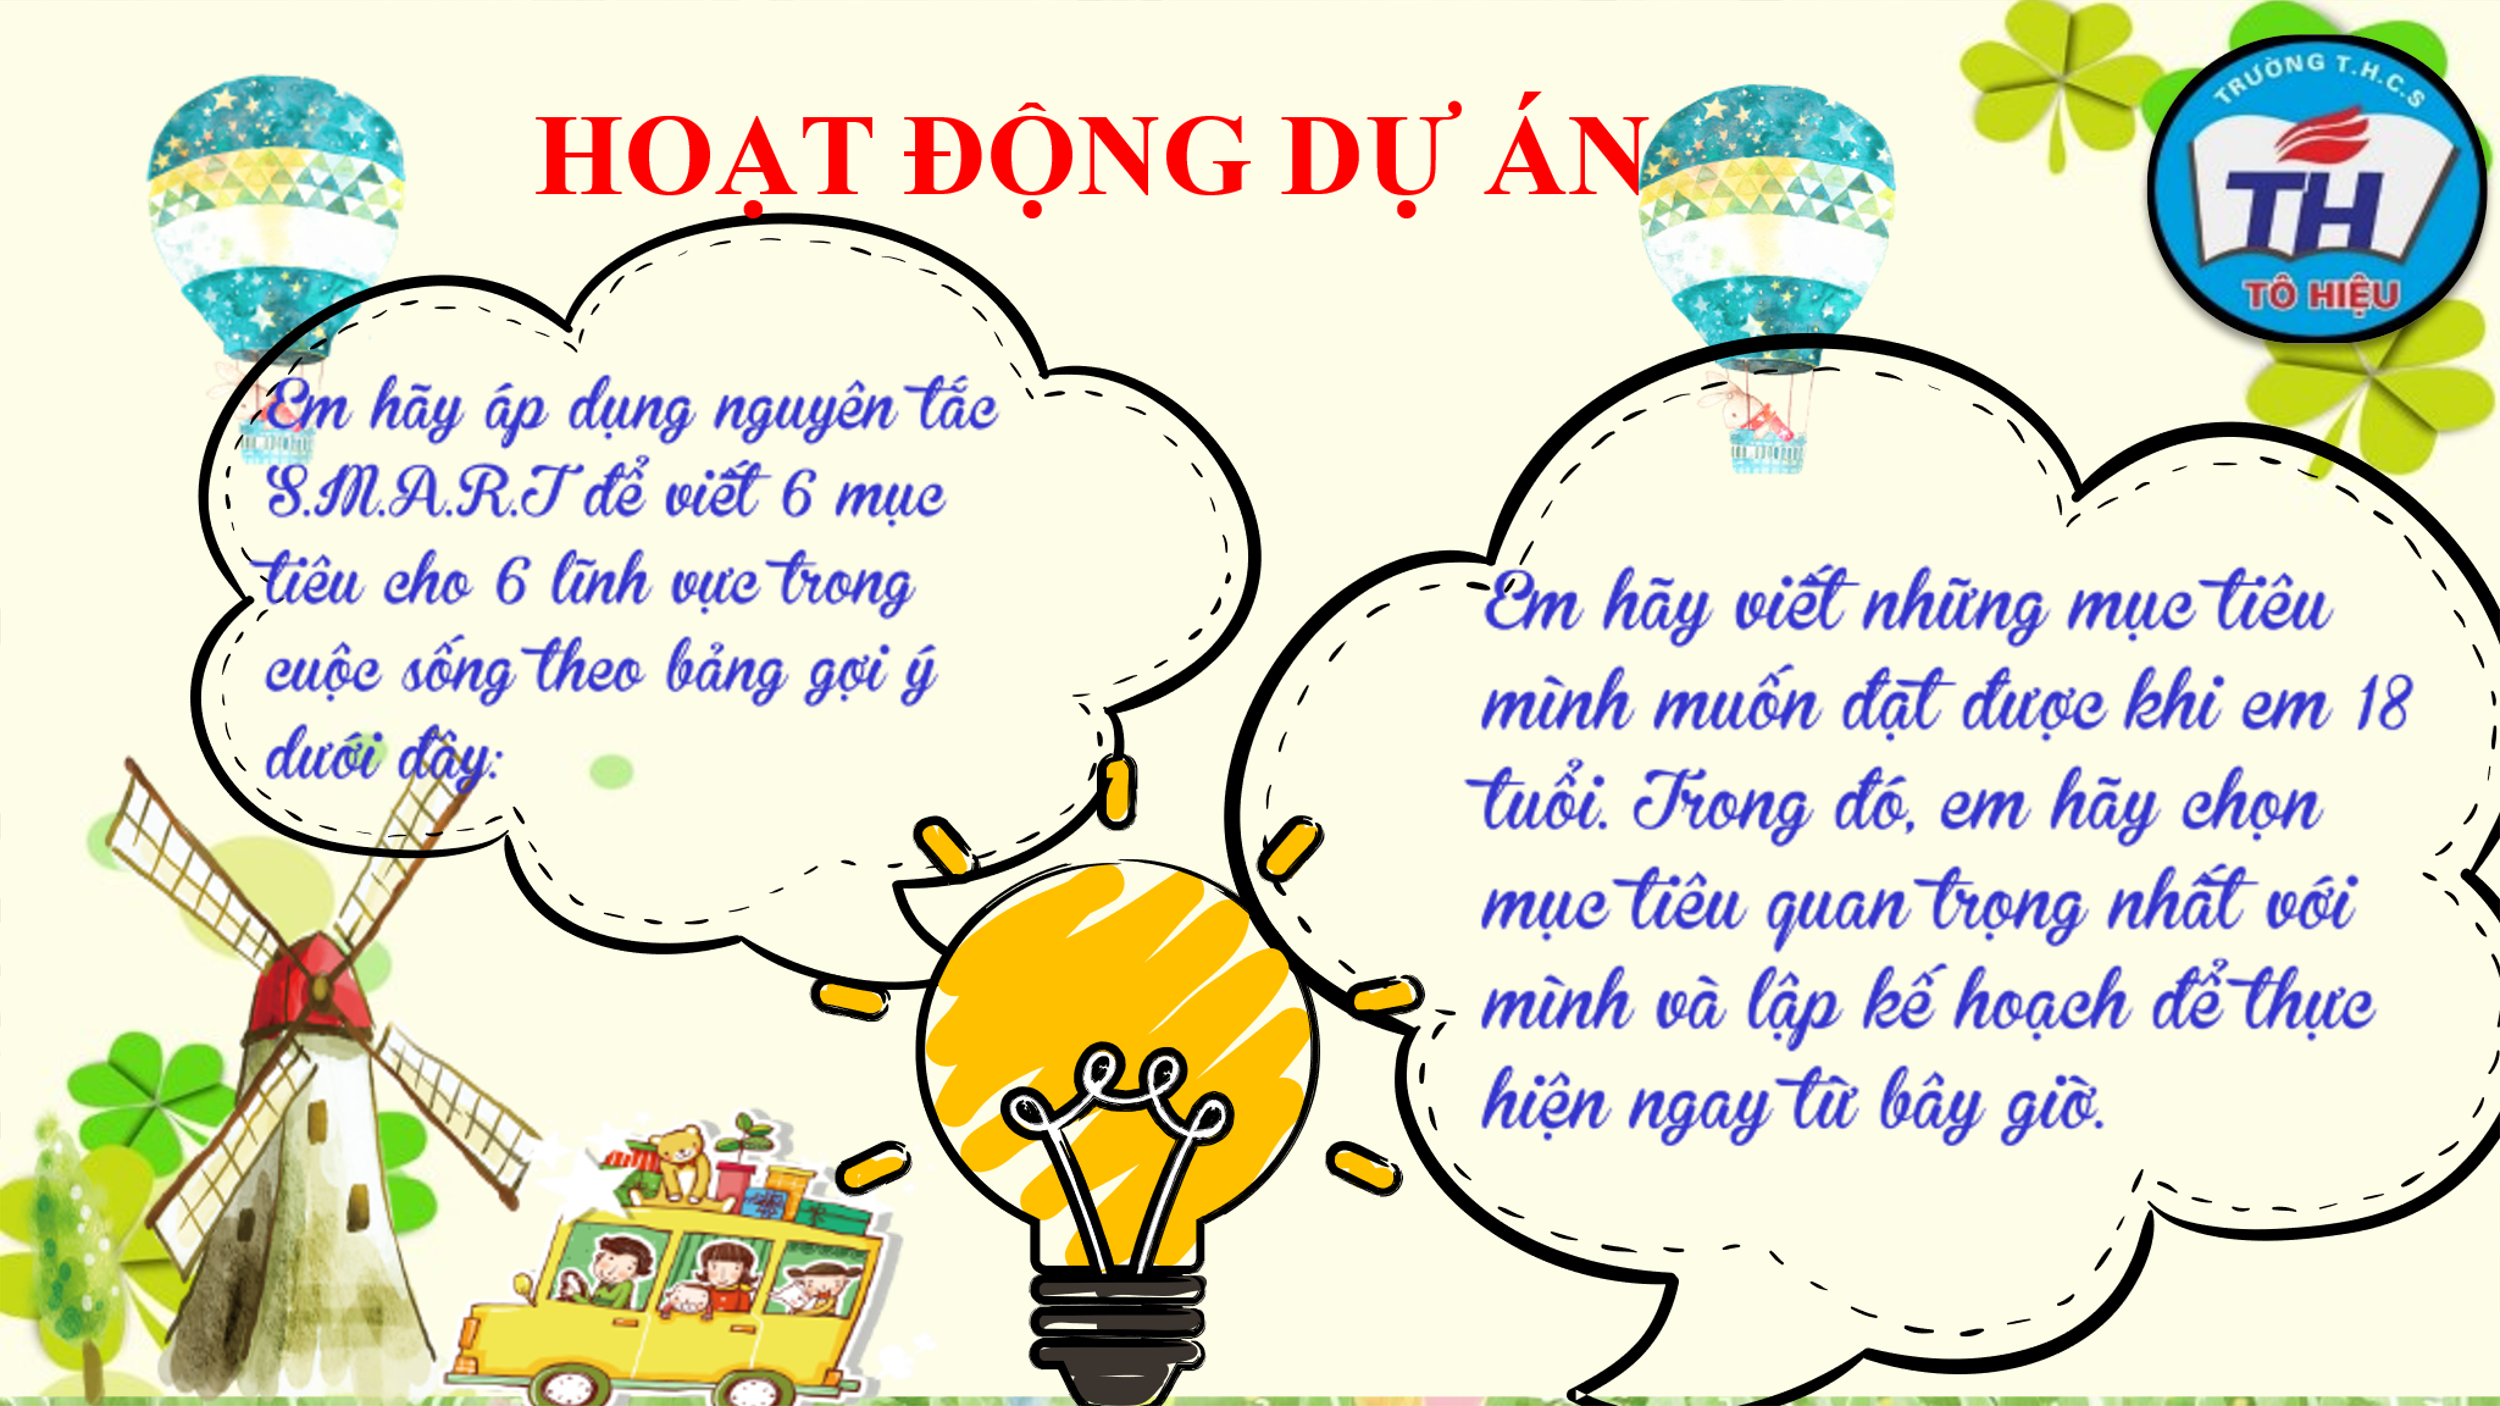 HOẠT ĐỘNG DỰ ÁN
TRƯỜNG T.H.C.S
TH
TÔ HIỆU
Em hãy áp dụng nguyên tắc
S.M.A.R.T để viết 6 mục
tiêu cho 6 lĩnh vực trong
cuộc sống theo bảng gợi ý
dưới đây:
Em hãy viết những mục tiêu
mình muốn đạt được khi em 18
tuổi. Trong đó, em hãy chọn
mục tiêu quan trọng nhất với
mình và lập kế hoạch để thực
hiện ngay từ bây giờ.